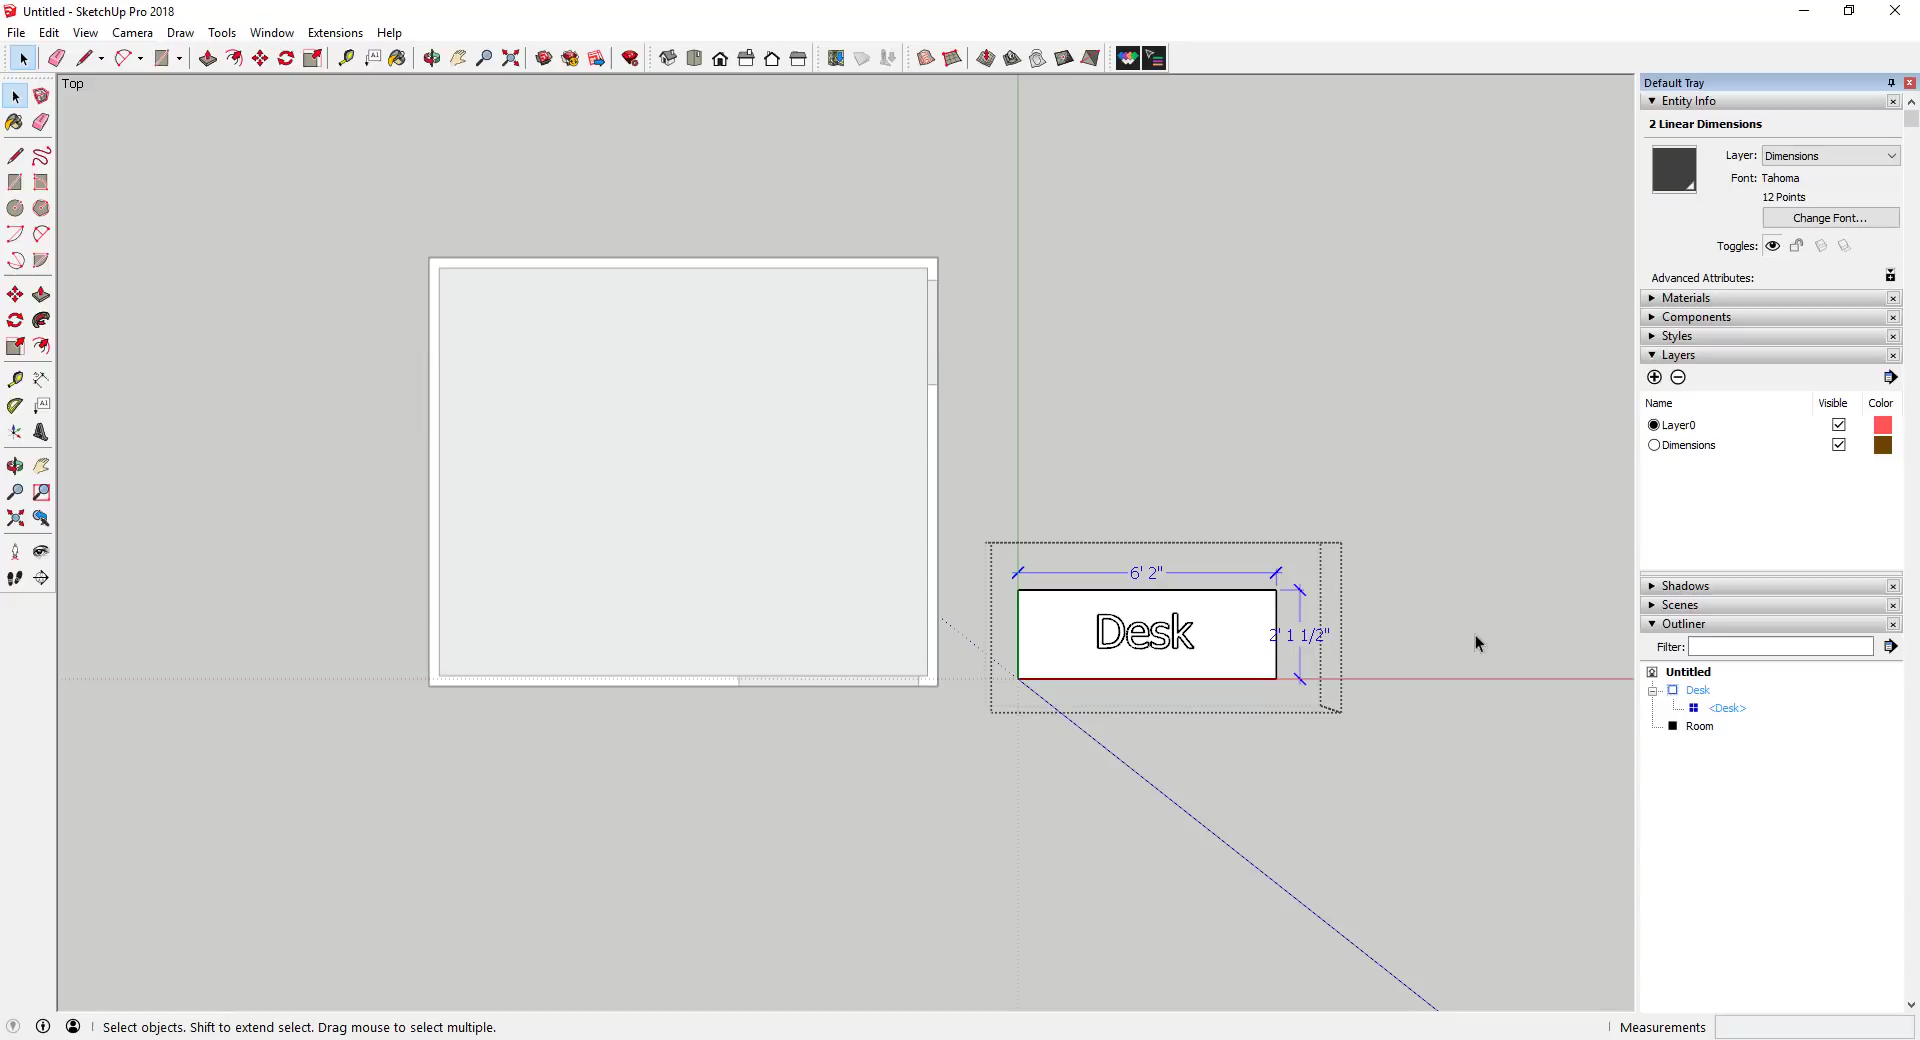 Untitled - SketchUp Pro 2018
File Edit View Camera Draw Tools Window Extensions Help
Top
Default Tray
Entity Info
2 Linear Dimensions
Layer: Dimensions
Font: Tahoma
12 Points
Change Font...
Toggles:
Advanced Attributes:
Materials
Components
Styles
Layers
Name Visible Color
Layer0
Dimensions
6' 2"
Desk
2' 1 1/2"
Shadows
Scenes
Outliner
Filter:
Untitled
Desk
<Desk>
Room
Select objects. Shift to extend select. Drag mouse to select multiple.
Measurements